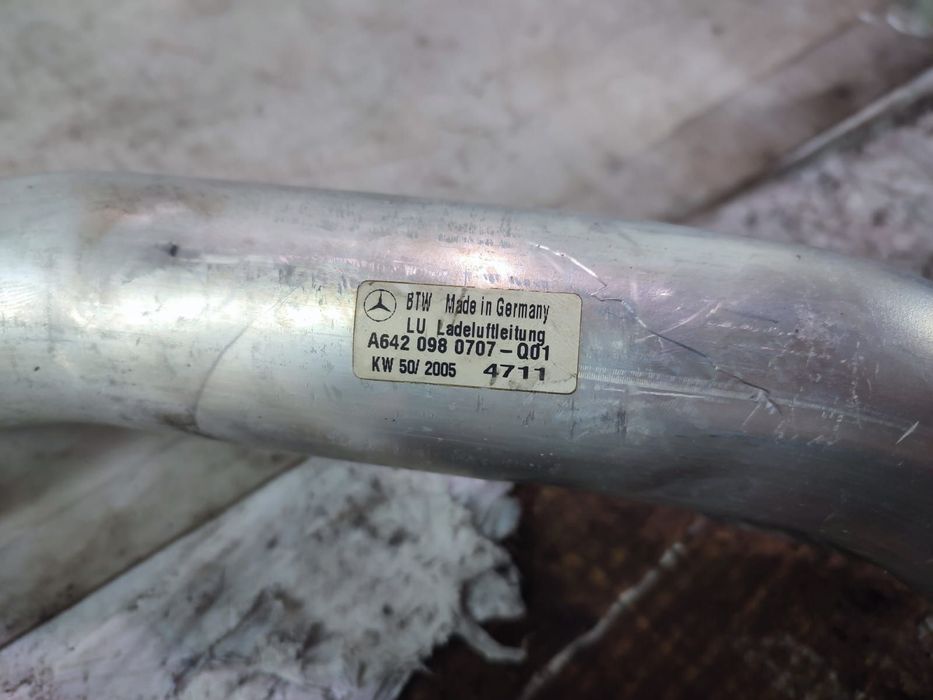 BTW Made in Germany
LU Ladeluftleitung
A642 098 0707-Q01
KW 50/ 2005 4711